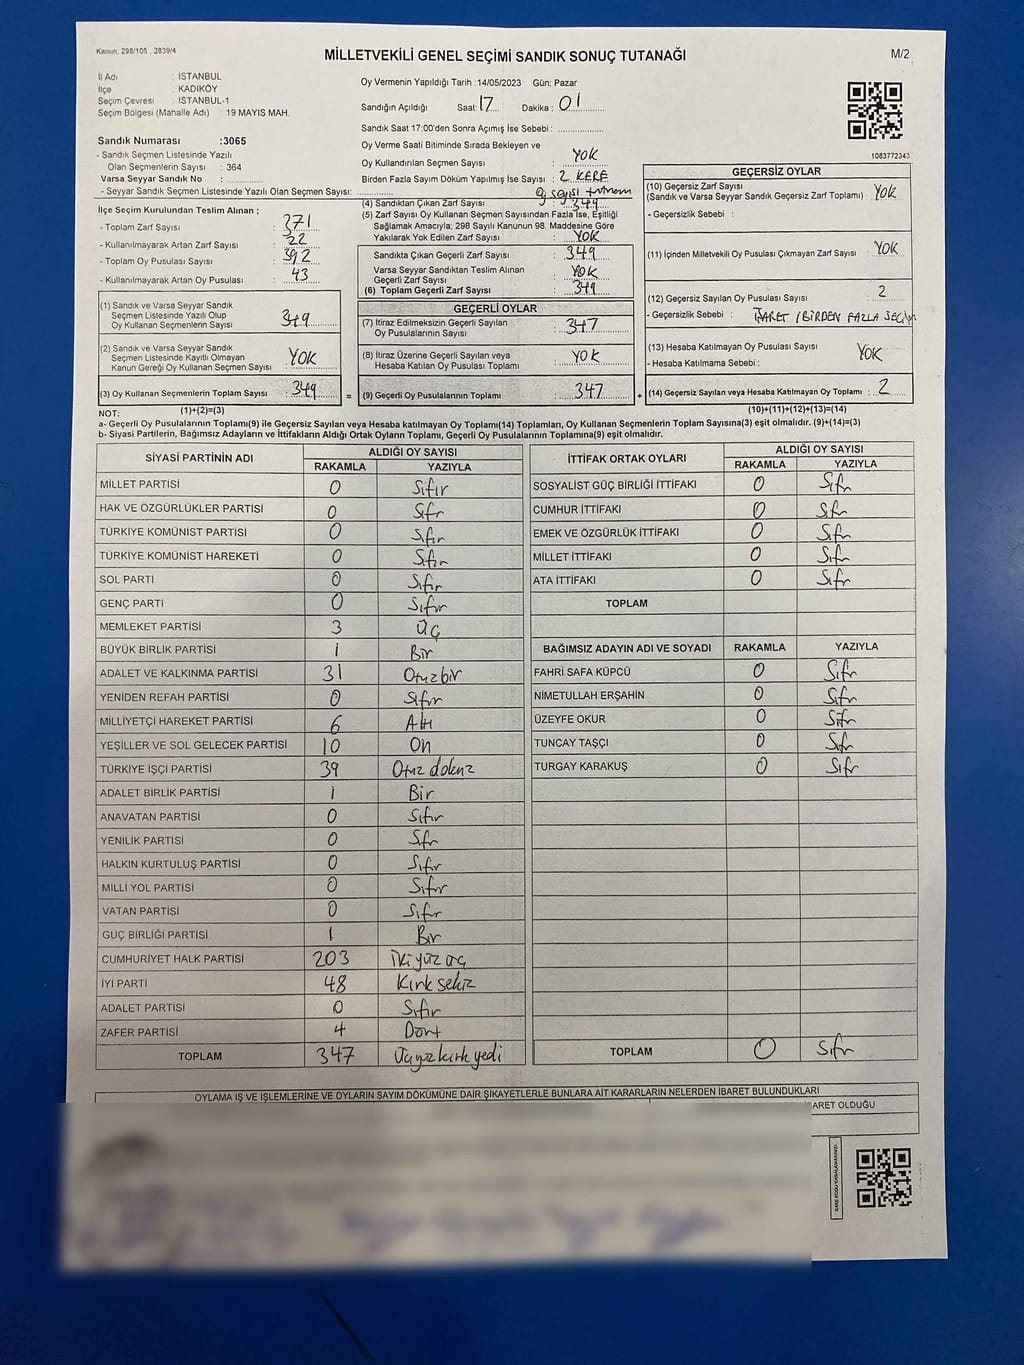 Kanun, 298/105 , 2839/4
MİLLETVEKİLİ GENEL SEÇİMİ SANDIK SONUÇ TUTANAĞI
M/2
İl Adı : İSTANBUL
İlçe : KADIKÖY
Seçim Çevresi : İSTANBUL-1
Seçim Bölgesi (Mahalle Adı) : 19 MAYIS MAH.
Sandık Numarası :3065
- Sandık Seçmen Listesinde Yazılı
Olan Seçmenlerin Sayısı : 364
Varsa Seyyar Sandık No :
- Seyyar Sandık Seçmen Listesinde Yazılı Olan Seçmen Sayısı:
Oy Vermenin Yapıldığı Tarih :14/05/2023 Gün: Pazar
Sandığın Açıldığı Saat: 17 Dakika : 01
Sandık Saat 17:00'den Sonra Açımış İse Sebebi :
Oy Verme Saati Bitiminde Sırada Bekleyen ve
Oy Kullandırılan Seçmen Sayısı : YOK
Birden Fazla Sayım Döküm Yapılmış İse Sayısı : 2 KERE
oy sayısı
1083772343
İlçe Seçim Kurulundan Teslim Alınan ;
- Toplam Zarf Sayısı : 371
- Kullanılmayarak Artan Zarf Sayısı : 22
- Toplam Oy Pusulası Sayısı : 392
- Kullanılmayarak Artan Oy Pusulası : 43
(1) Sandık ve Varsa Seyyar Sandık
Seçmen Listesinde Yazılı Olup
Oy Kullanan Seçmenlerin Sayısı : 349
(2) Sandık ve Varsa Seyyar Sandık
Seçmen Listesinde Kayıtlı Olmayan
Kanun Gereği Oy Kullanan Seçmen Sayısı : YOK
(3) Oy Kullanan Seçmenlerin Toplam Sayısı : 349 =
(1)+(2)=(3)
(4) Sandıktan Çıkan Zarf Sayısı : 349
(5) Zarf Sayısı Oy Kullanan Seçmen Sayısından Fazla İse, Eşitliği
Sağlamak Amacıyla; 298 Sayılı Kanunun 98. Maddesine Göre
Yakılarak Yok Edilen Zarf Sayısı : YOK
Sandıkta Çıkan Geçerli Zarf Sayısı : 349
Varsa Seyyar Sandıktan Teslim Alınan
Geçerli Zarf Sayısı : YOK
(6) Toplam Geçerli Zarf Sayısı : 349
GEÇERLİ OYLAR
(7) İtiraz Edilmeksizin Geçerli Sayılan
Oy Pusulalarının Sayısı : 347
(8) İtiraz Üzerine Geçerli Sayılan veya
Hesaba Katılan Oy Pusulası Toplamı : YOK
(9) Geçerli Oy Pusulalarının Toplamı : 347 +
GEÇERSİZ OYLAR
(10) Geçersiz Zarf Sayısı
(Sandık ve Varsa Seyyar Sandık Geçersiz Zarf Toplamı) : YOK
- Geçersizlik Sebebi :
(11) İçinden Milletvekili Oy Pusulası Çıkmayan Zarf Sayısı : YOK
(12) Geçersiz Sayılan Oy Pusulası Sayısı : 2
- Geçersizlik Sebebi : İŞARET / BİRDEN FAZLA SEÇİM
(13) Hesaba Katılmayan Oy Pusulası Sayısı : YOK
- Hesaba Katılmama Sebebi :
(14) Geçersiz Sayılan veya Hesaba Katılmayan Oy Toplamı : 2
(10)+(11)+(12)+(13)=(14)
NOT:
a- Geçerli Oy Pusulalarının Toplamı(9) ile Geçersiz Sayılan veya Hesaba katılmayan Oy Toplamı(14) Toplamları, Oy Kullanan Seçmenlerin Toplam Sayısına(3) eşit olmalıdır. (9)+(14)=(3)
b- Siyasi Partilerin, Bağımsız Adayların ve İttifakların Aldığı Ortak Oyların Toplamı, Geçerli Oy Pusulalarının Toplamına(9) eşit olmalıdır.
SİYASİ PARTİNİN ADI
ALDIĞI OY SAYISI
RAKAMLA YAZIYLA
MİLLET PARTİSİ 0 Sıfır
HAK VE ÖZGÜRLÜKLER PARTİSİ 0 Sıfr
TÜRKİYE KOMÜNİST PARTİSİ 0 Sıfır
TÜRKİYE KOMÜNİST HAREKETİ 0 Sıfır
SOL PARTİ 0 Sıfır
GENÇ PARTİ 0 Sıfır
MEMLEKET PARTİSİ 3 Üç
BÜYÜK BİRLİK PARTİSİ 1 Bir
ADALET VE KALKINMA PARTİSİ 31 Otuzbir
YENİDEN REFAH PARTİSİ 0 Sıfır
MİLLİYETÇİ HAREKET PARTİSİ 6 Altı
YEŞİLLER VE SOL GELECEK PARTİSİ 10 On
TÜRKİYE İŞÇİ PARTİSİ 39 Otuz dokuz
ADALET BİRLİK PARTİSİ 1 Bir
ANAVATAN PARTİSİ 0 Sıfır
YENİLİK PARTİSİ 0 Sıfr
HALKIN KURTULUŞ PARTİSİ 0 Sıfır
MİLLİ YOL PARTİSİ 0 Sıfır
VATAN PARTİSİ 0 Sıfır
GÜÇ BİRLİĞİ PARTİSİ 1 Bir
CUMHURİYET HALK PARTİSİ 203 İkiyüz üç
İYİ PARTİ 48 Kırk sekiz
ADALET PARTİSİ 0 Sıfır
ZAFER PARTİSİ 4 Dört
TOPLAM 347 Üçyüz kırk yedi
İTTİFAK ORTAK OYLARI
ALDIĞI OY SAYISI
RAKAMLA YAZIYLA
SOSYALİST GÜÇ BİRLİĞİ İTTİFAKI 0 Sıfr
CUMHUR İTTİFAKI 0 Sıfr
EMEK VE ÖZGÜRLÜK İTTİFAKI 0 Sıfr
MİLLET İTTİFAKI 0 Sıfr
ATA İTTİFAKI 0 Sıfr
TOPLAM
BAĞIMSIZ ADAYIN ADI VE SOYADI RAKAMLA YAZIYLA
FAHRİ SAFA KÜPCÜ 0 Sıfr
NİMETULLAH ERŞAHİN 0 Sıfr
ÜZEYFE OKUR 0 Sıfr
TUNCAY TAŞÇI 0 Sıfr
TURGAY KARAKUŞ 0 Sıfr
TOPLAM 0 Sıfr
OYLAMA İŞ VE İŞLEMLERİNE VE OYLARIN SAYIM DÖKÜMÜNE DAİR ŞİKAYETLERLE BUNLARA AİT KARARLARIN NELERDEN İBARET BULUNDUKLARI
BARET OLDUĞU